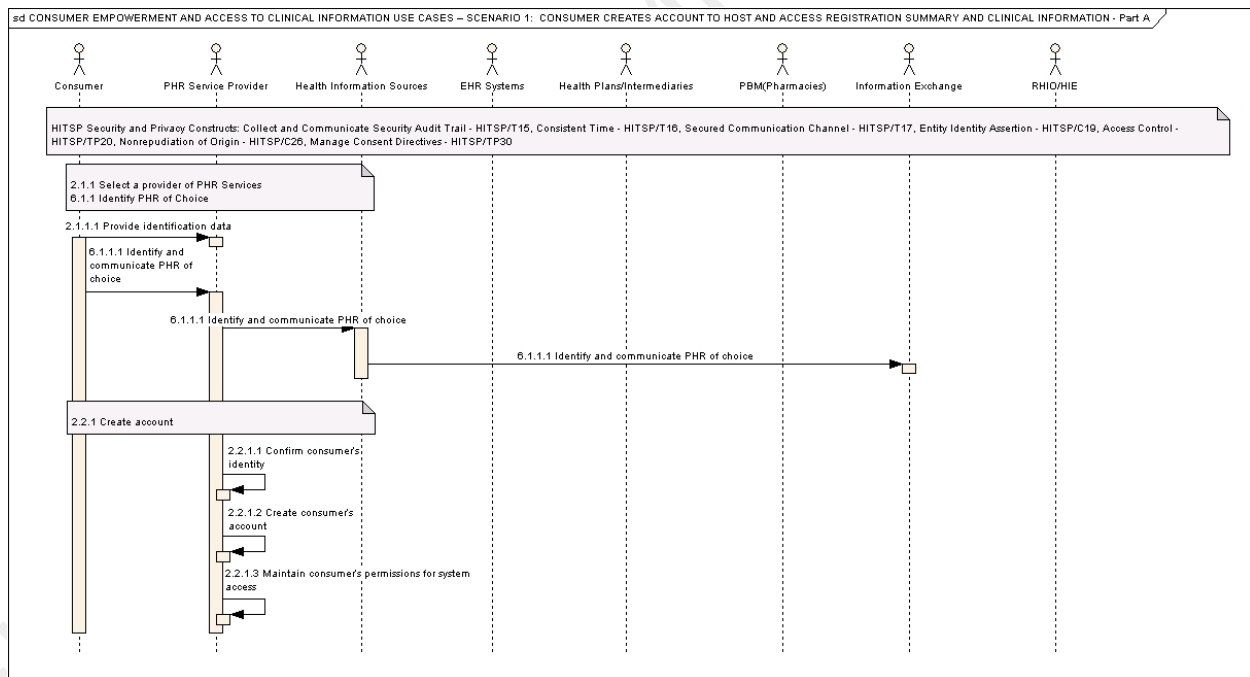 sd CONSUMER EMPOWERMENT AND ACCESS TO CLINICAL INFORMATION USE CASES – SCENARIO 1:  CONSUMER CREATES ACCOUNT TO HOST AND ACCESS REGISTRATION SUMMARY AND CLINICAL INFORMATION - Part A
Consumer
PHR Service Provider
Health Information Sources
EHR Systems
Health Plans/Intermediaries
PBM(Pharmacies)
Information Exchange
RHIO/HIE
HITSP Security and Privacy Constructs: Collect and Communicate Security Audit Trail - HITSP/T15, Consistent Time - HITSP/T16, Secured Communication Channel - HITSP/T17, Entity Identity Assertion - HITSP/C19, Access Control -
HITSP/TP20, Nonrepudiation of Origin - HITSP/C26, Manage Consent Directives - HITSP/TP30
2.1.1 Select a provider of PHR Services
6.1.1 Identify PHR of Choice
2.1.1.1 Provide identification data
6.1.1.1 Identify and
communicate PHR of
choice
6.1.1.1 Identify and communicate PHR of choice
6.1.1.1 Identify and communicate PHR of choice
2.2.1 Create account
2.2.1.1 Confirm consumer's
identity
2.2.1.2 Create consumer's
account
2.2.1.3 Maintain consumer's permissions for system
access